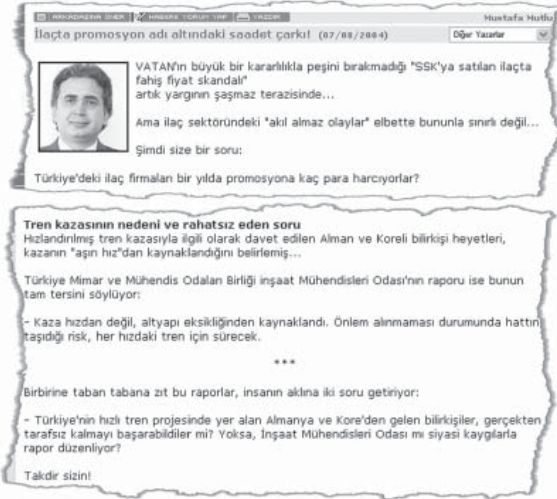 ARKADAŞINA ÖNER HABERE YORUM YAP YAZDIR Mustafa Mutlu
İlaçta promosyon adı altındaki saadet çarkı! (07/08/2004) Diğer Yazarlar
VATAN'ın büyük bir kararlılıkla peşini bırakmadığı "SSK'ya satılan ilaçta
fahiş fiyat skandalı"
artık yargının şaşmaz terazisinde...
Ama ilaç sektöründeki "akıl almaz olaylar" elbette bununla sınırlı değil...
Şimdi size bir soru:
Türkiye'deki ilaç firmaları bir yılda promosyona kaç para harcıyorlar?
Tren kazasının nedeni ve rahatsız eden soru
Hızlandırılmış tren kazasıyla ilgili olarak davet edilen Alman ve Koreli bilirkişi heyetleri,
kazanın "aşırı hız"dan kaynaklandığını belirlemiş...
Türkiye Mimar ve Mühendis Odaları Birliği inşaat Mühendisleri Odası'nın raporu ise bunun
tam tersini söylüyor:
- Kaza hızdan değil, altyapı eksikliğinden kaynaklandı. Önlem alınmaması durumunda hattın
taşıdığı risk, her hızdaki tren için sürecek.
***
Birbirine taban tabana zıt bu raporlar, insanın aklına iki soru getiriyor:
- Türkiye'nin hızlı tren projesinde yer alan Almanya ve Kore'den gelen bilirkişiler, gerçekten
tarafsız kalmayı başarabildiler mi? Yoksa, İnşaat Mühendisleri Odası mı siyasi kaygılarla
rapor düzenliyor?
Takdir sizin!